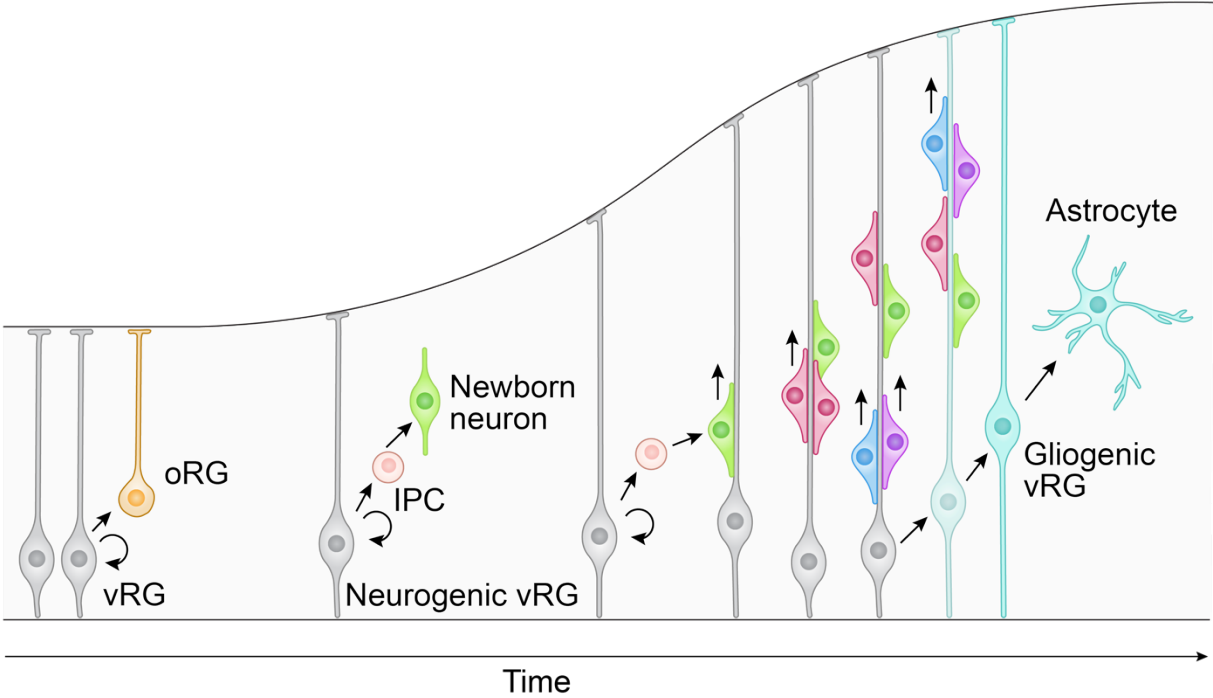 Astrocyte
Newborn
neuron
oRG
IPC
Gliogenic
vRG
vRG
Neurogenic vRG
Time